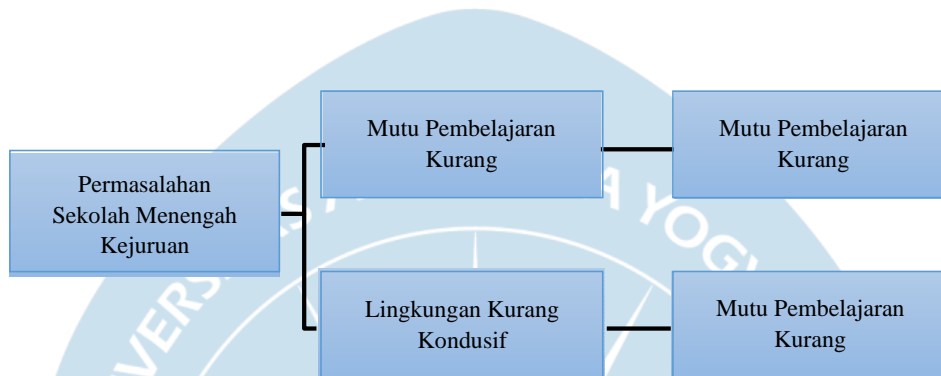 Mutu Pembelajaran
Kurang
Mutu Pembelajaran
Kurang
Permasalahan
Sekolah Menengah
Kejuruan
Lingkungan Kurang
Kondusif
Mutu Pembelajaran
Kurang